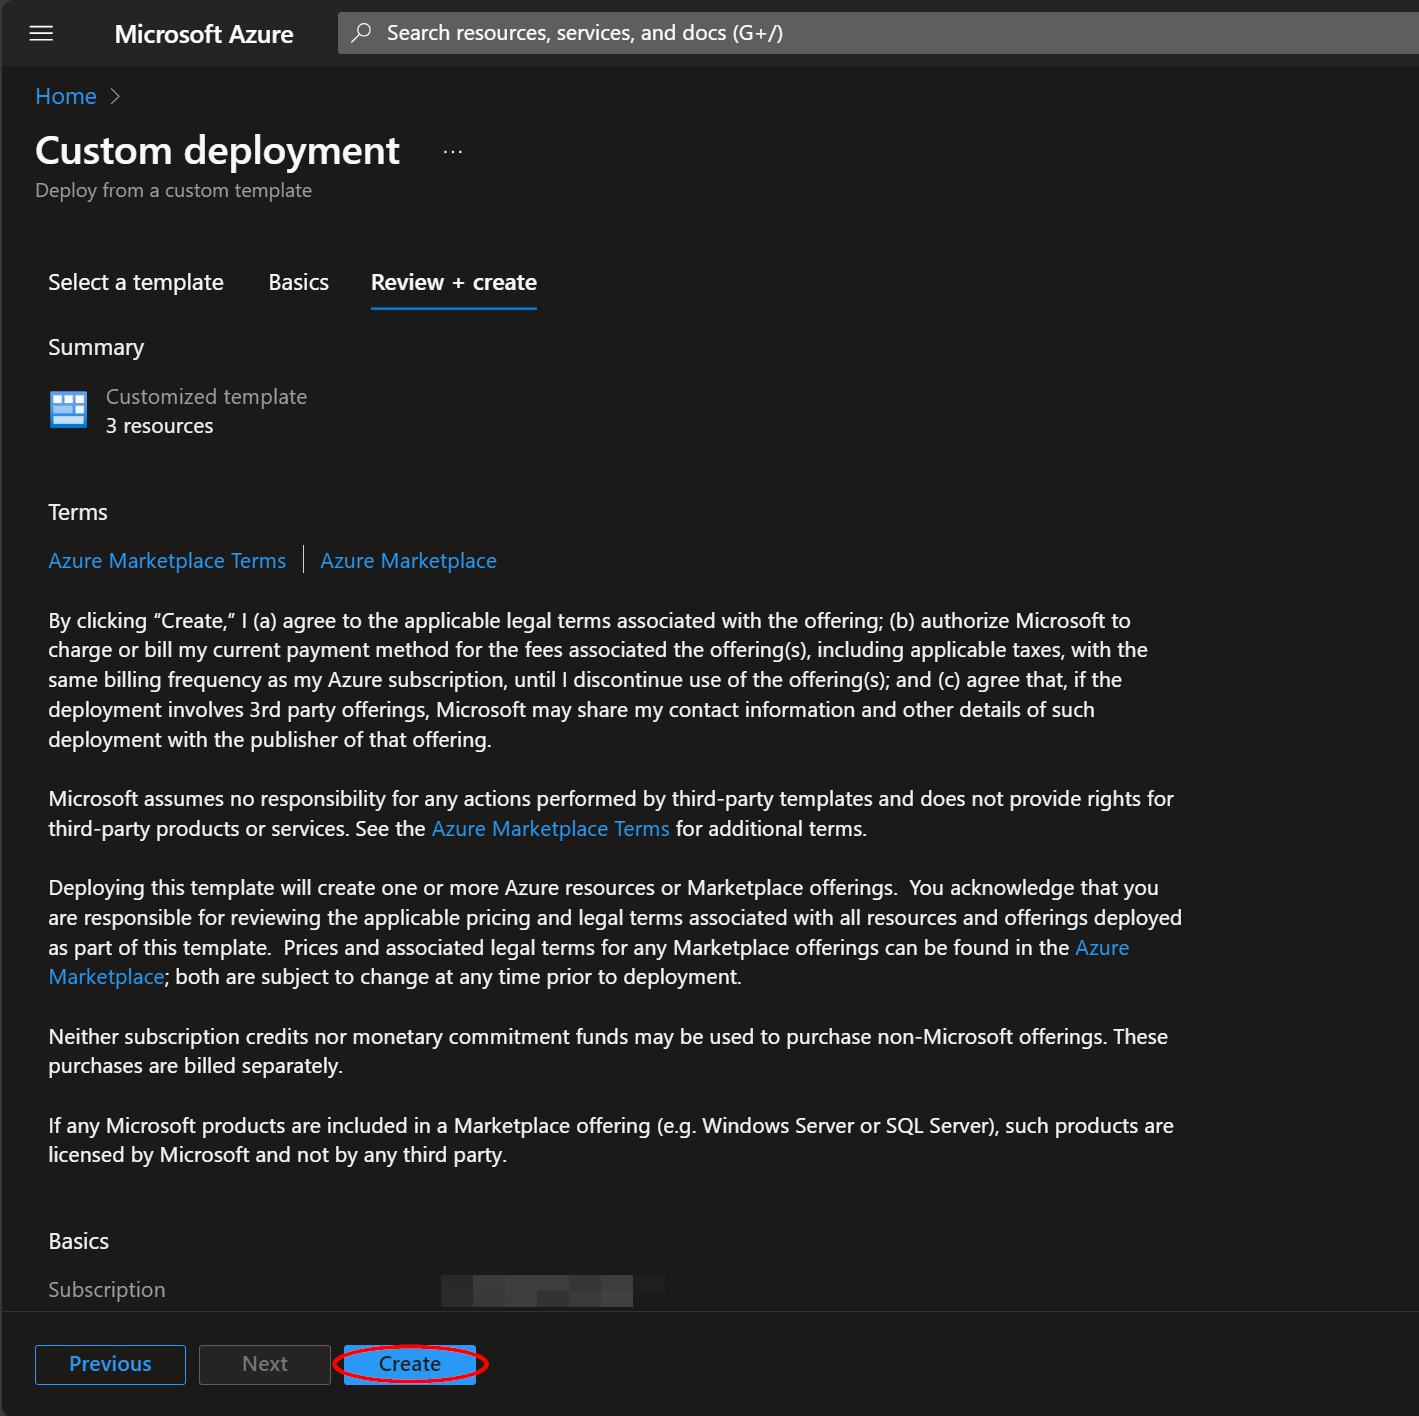 Microsoft Azure
Search resources, services, and docs (G+/)
Home
Custom deployment
...
Deploy from a custom template
Select a template
Basics
Review + create
Summary
Customized template
3 resources
Terms
Azure Marketplace Terms
Azure Marketplace
By clicking “Create,” I (a) agree to the applicable legal terms associated with the offering; (b) authorize Microsoft to
charge or bill my current payment method for the fees associated the offering(s), including applicable taxes, with the
same billing frequency as my Azure subscription, until I discontinue use of the offering(s); and (c) agree that, if the
deployment involves 3rd party offerings, Microsoft may share my contact information and other details of such
deployment with the publisher of that offering.
Microsoft assumes no responsibility for any actions performed by third-party templates and does not provide rights for
third-party products or services. See the Azure Marketplace Terms for additional terms.
Deploying this template will create one or more Azure resources or Marketplace offerings.  You acknowledge that you
are responsible for reviewing the applicable pricing and legal terms associated with all resources and offerings deployed
as part of this template.  Prices and associated legal terms for any Marketplace offerings can be found in the Azure
Marketplace; both are subject to change at any time prior to deployment.
Neither subscription credits nor monetary commitment funds may be used to purchase non-Microsoft offerings. These
purchases are billed separately.
If any Microsoft products are included in a Marketplace offering (e.g. Windows Server or SQL Server), such products are
licensed by Microsoft and not by any third party.
Basics
Subscription
Previous
Next
Create